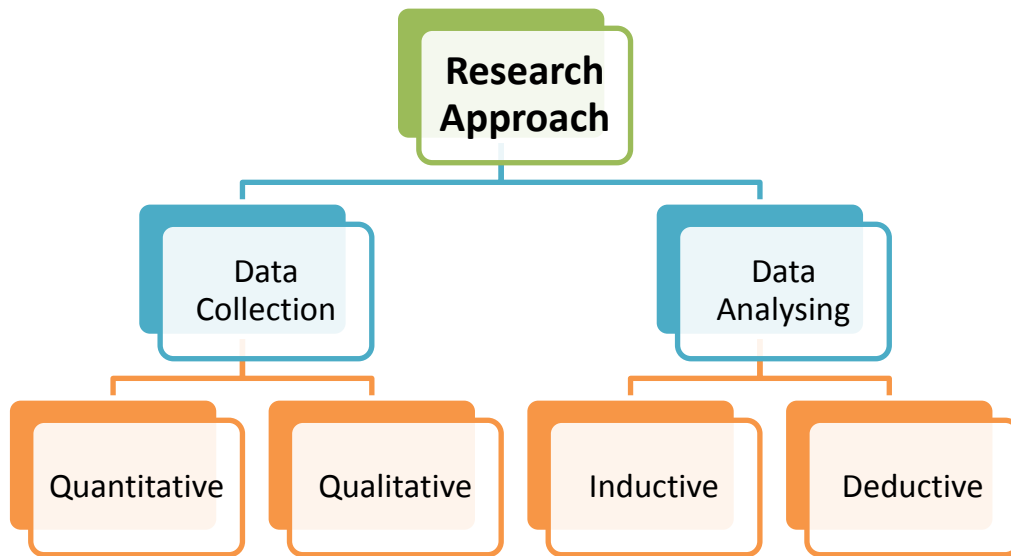 Research
Approach
Data
Collection
Data
Analysing
Quantitative
Qualitative
Inductive
Deductive